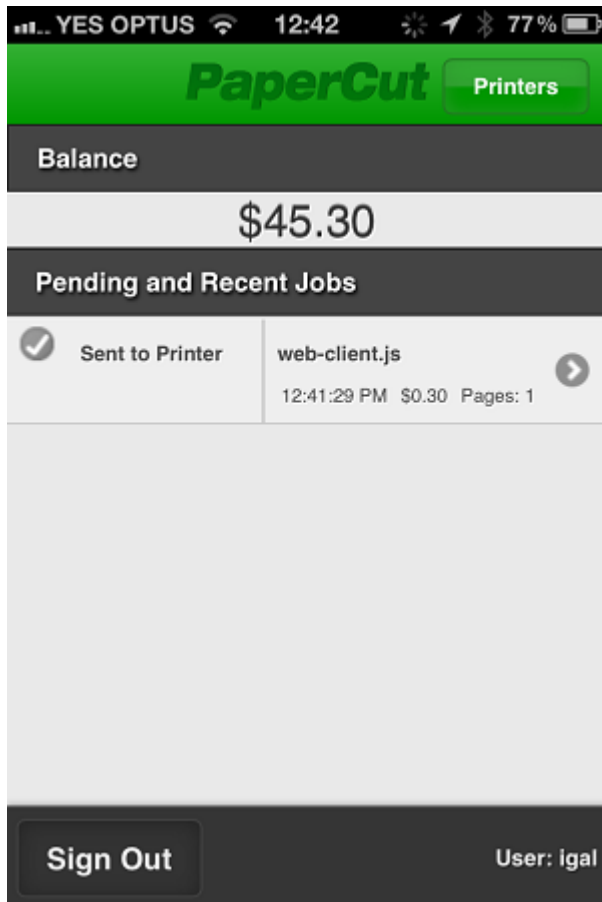 YES OPTUS 12:42 77%
PaperCut Printers
Balance
$45.30
Pending and Recent Jobs
Sent to Printer web-client.js
12:41:29 PM $0.30 Pages: 1
Sign Out User: igal